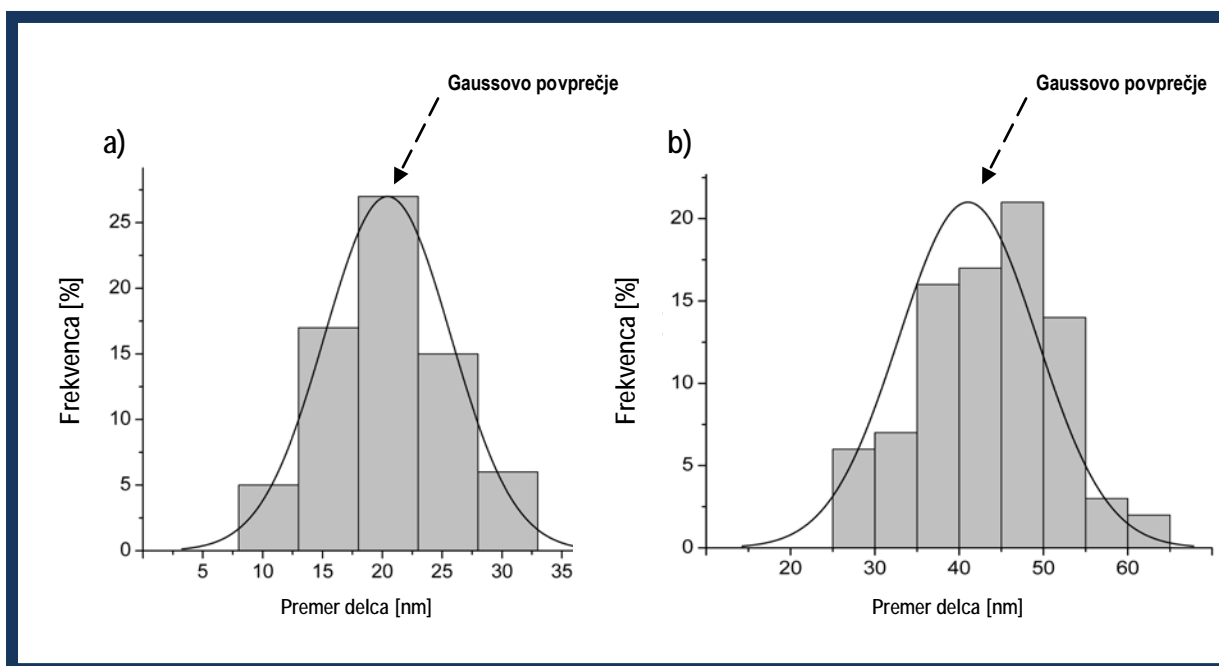 Gaussovo povprečje
a)
Frekvenca [%]
25
20
15
10
5
0
5 10 15 20 25 30 35
Premer delca [nm]
Gaussovo povprečje
b)
Frekvenca [%]
20
15
10
5
0
20 30 40 50 60
Premer delca [nm]